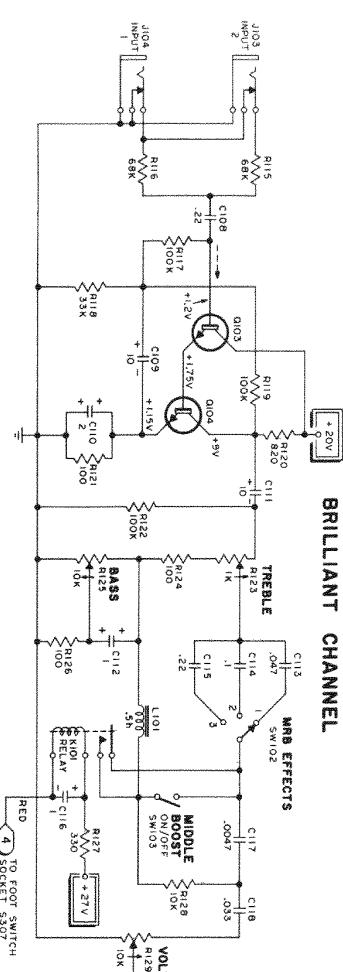 BRILLIANT CHANNEL
J103
INPUT
2
J104
INPUT
1
R115
68K
R116
68K
C108
.22
R117
100K
+1.2V
Q103
R118
33K
C109
10
+
-
R119
100K
+1.75V
Q104
+1.15V
+9V
+20V
R120
820
C110
2
+
R121
100
C111
10
+
-
R122
100K
TREBLE
R123
1K
R124
100
BASS
R125
10K
C112
1
+
R126
100
C113
.047
C114
.1
C115
.22
1
2
3
MRB EFFECTS
SW102
L101
.5h
K101
RELAY
+
-
C116
1
R127
330
+27V
MIDDLE
BOOST
ON/OFF
SW103
C117
.0047
R128
10K
C118
.033
VOL
R129
10K
RED
4
TO FOOT SWITCH
SOCKET S307